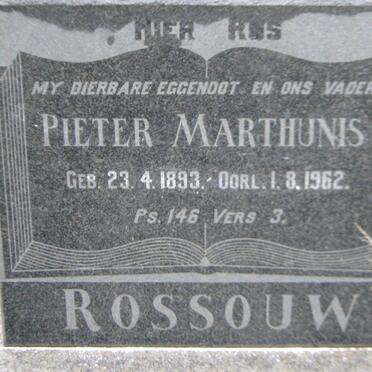 HIER RUS
MY DIERBARE EGGENOOT EN ONS VADER
PIETER MARTHUNIS
GEB. 23.4.1893. OORL. 1.8.1962.
PS. 146 VERS 3.
ROSSOUW